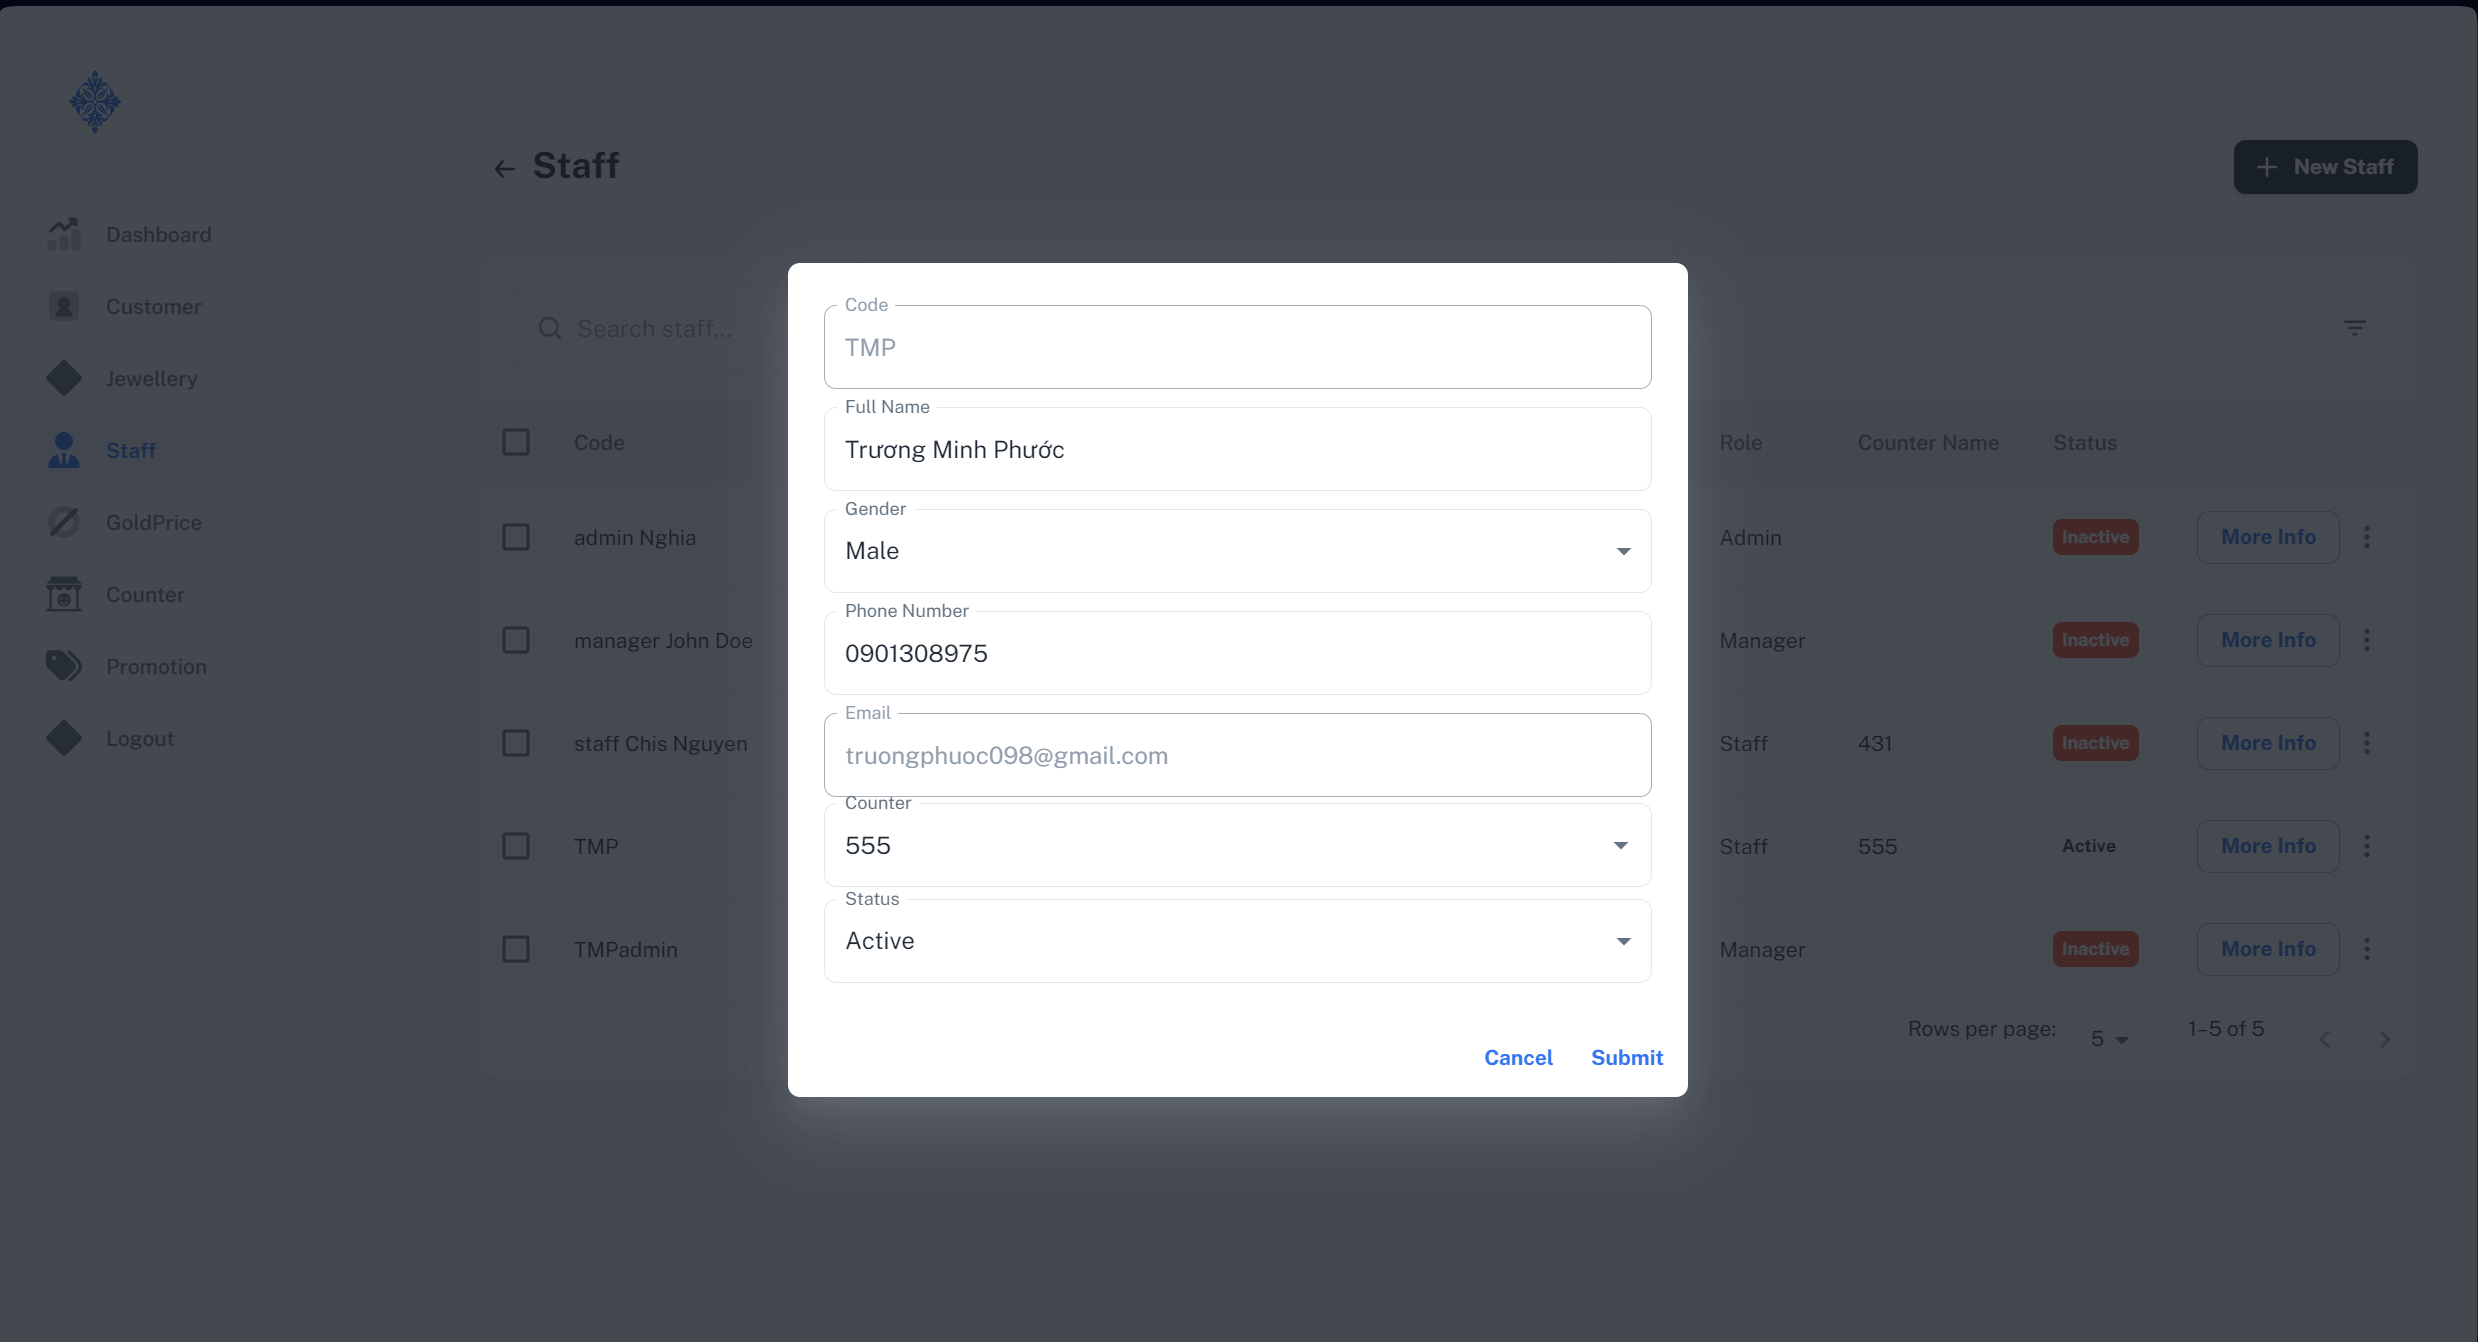 Staff
New Staff
Dashboard
Customer
Jewellery
Staff
GoldPrice
Counter
Promotion
Logout
Search staff...
Code Role Counter Name Status
admin Nghia Admin Inactive More Info
manager John Doe Manager Inactive More Info
staff Chis Nguyen Staff 431 Inactive More Info
TMP Staff 555 Active More Info
TMPadmin Manager Inactive More Info
Rows per page: 5 1–5 of 5
Code
TMP
Full Name
Trương Minh Phước
Gender
Male
Phone Number
0901308975
Email
truongphuoc098@gmail.com
Counter
555
Status
Active
Cancel Submit